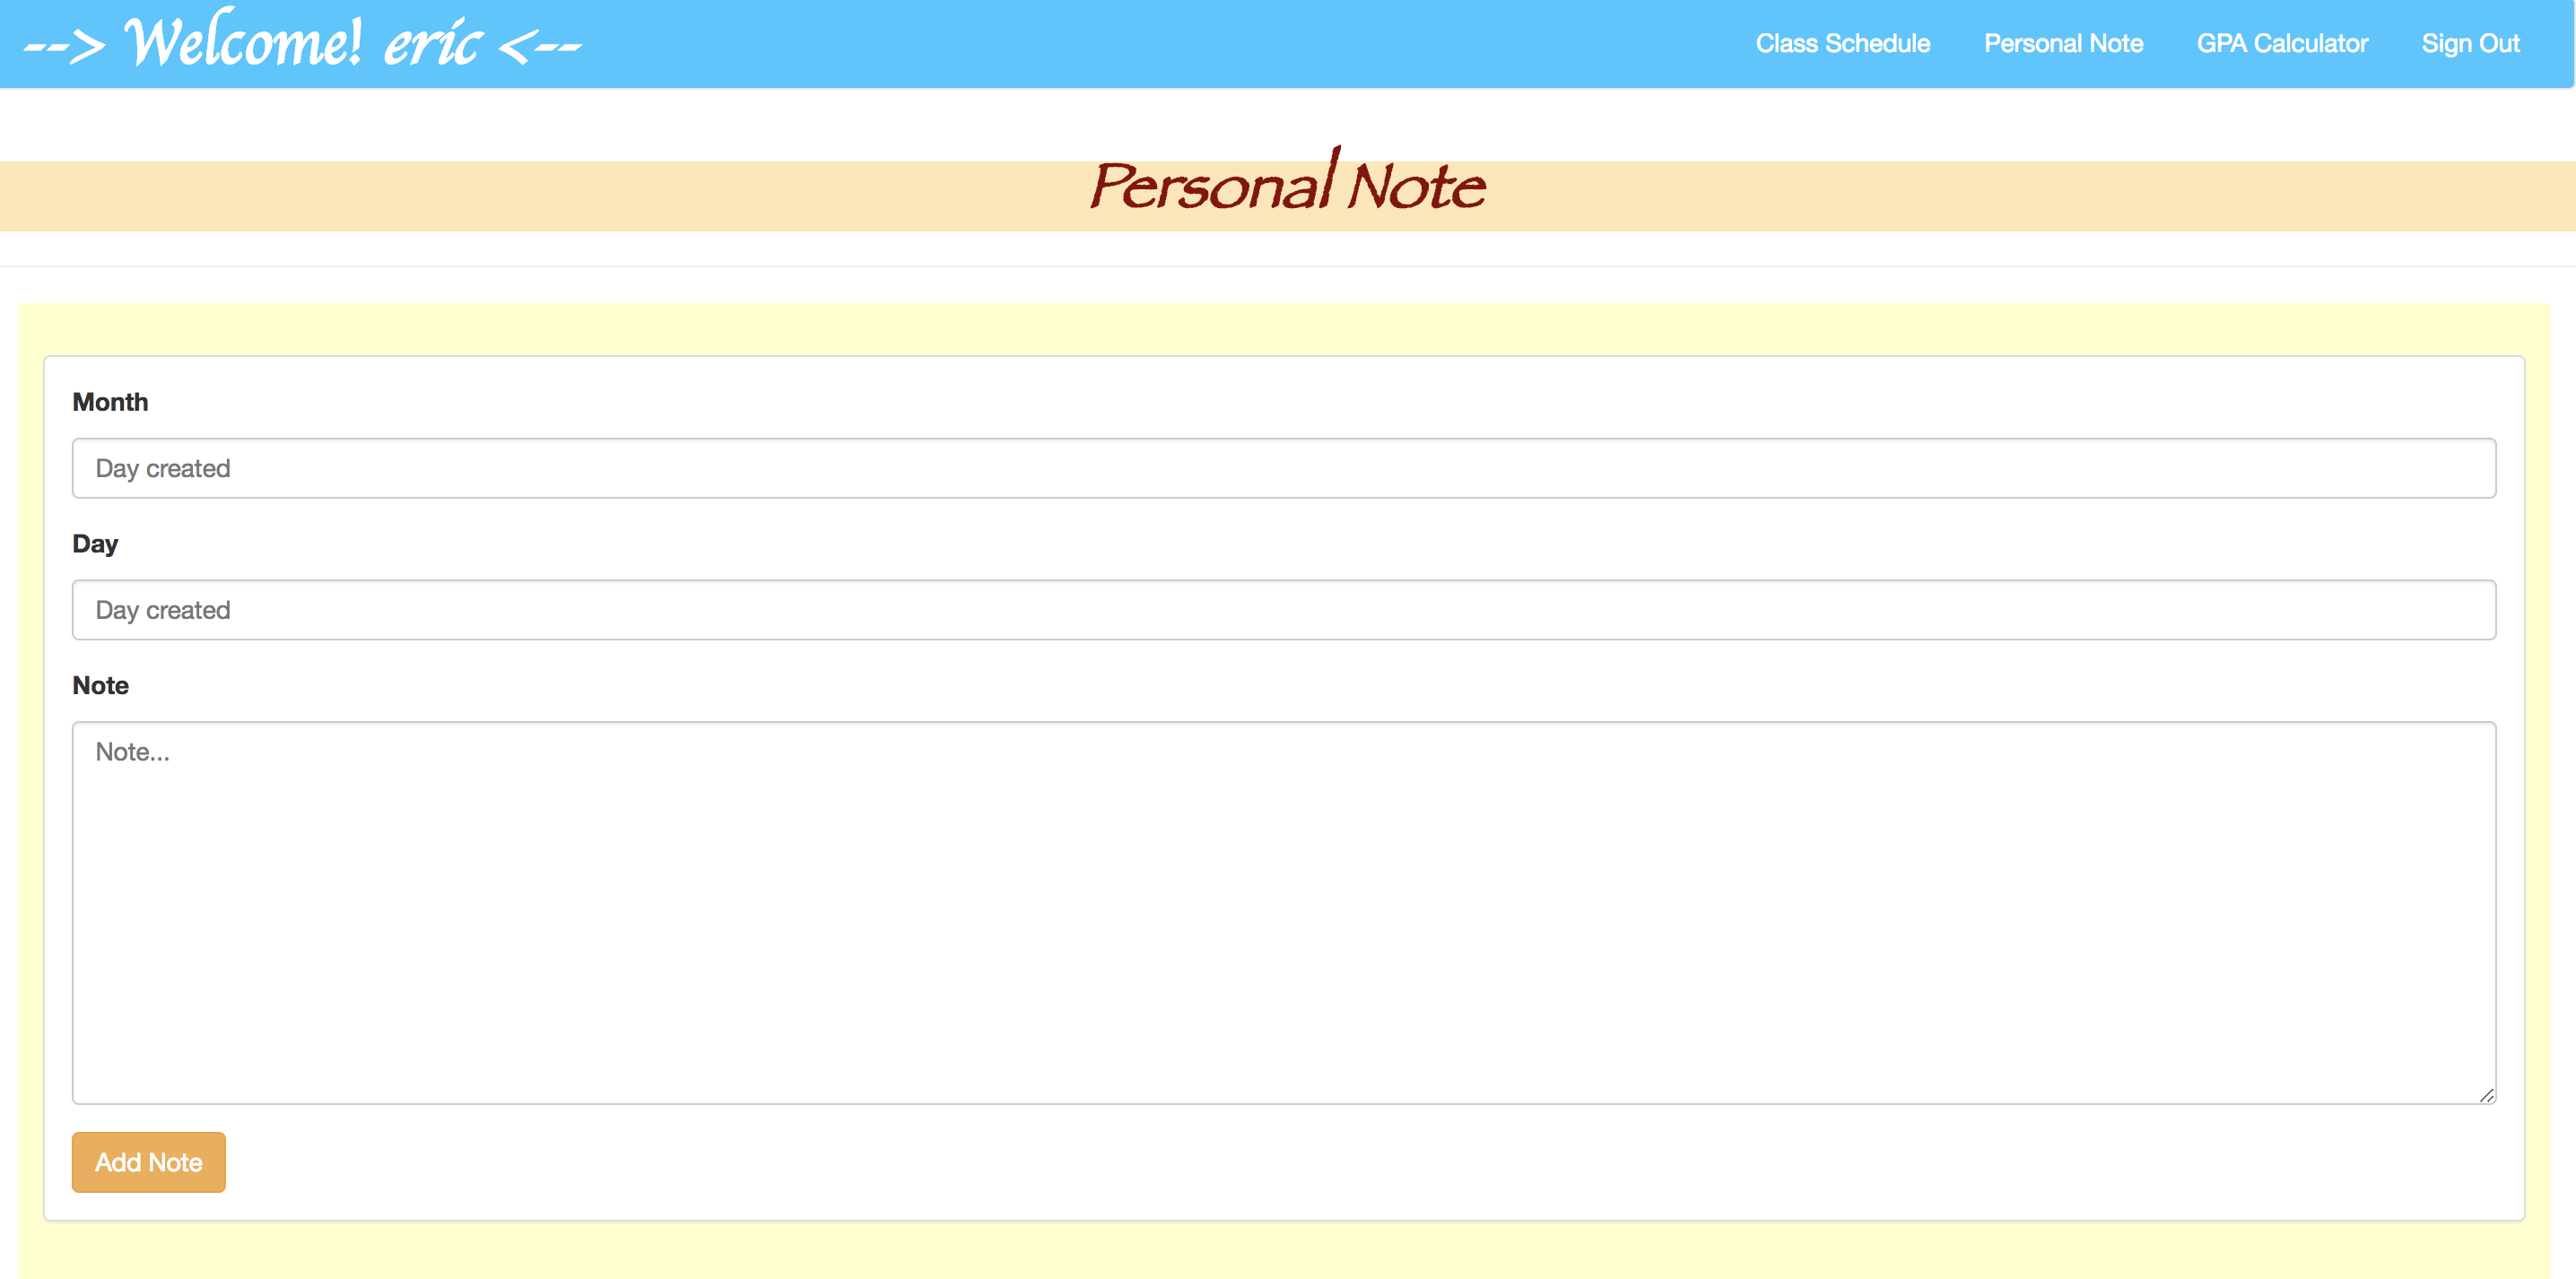 --> Welcome! eric <--
Class Schedule Personal Note GPA Calculator Sign Out
Personal Note
Month
Day created
Day
Day created
Note
Note...
Add Note